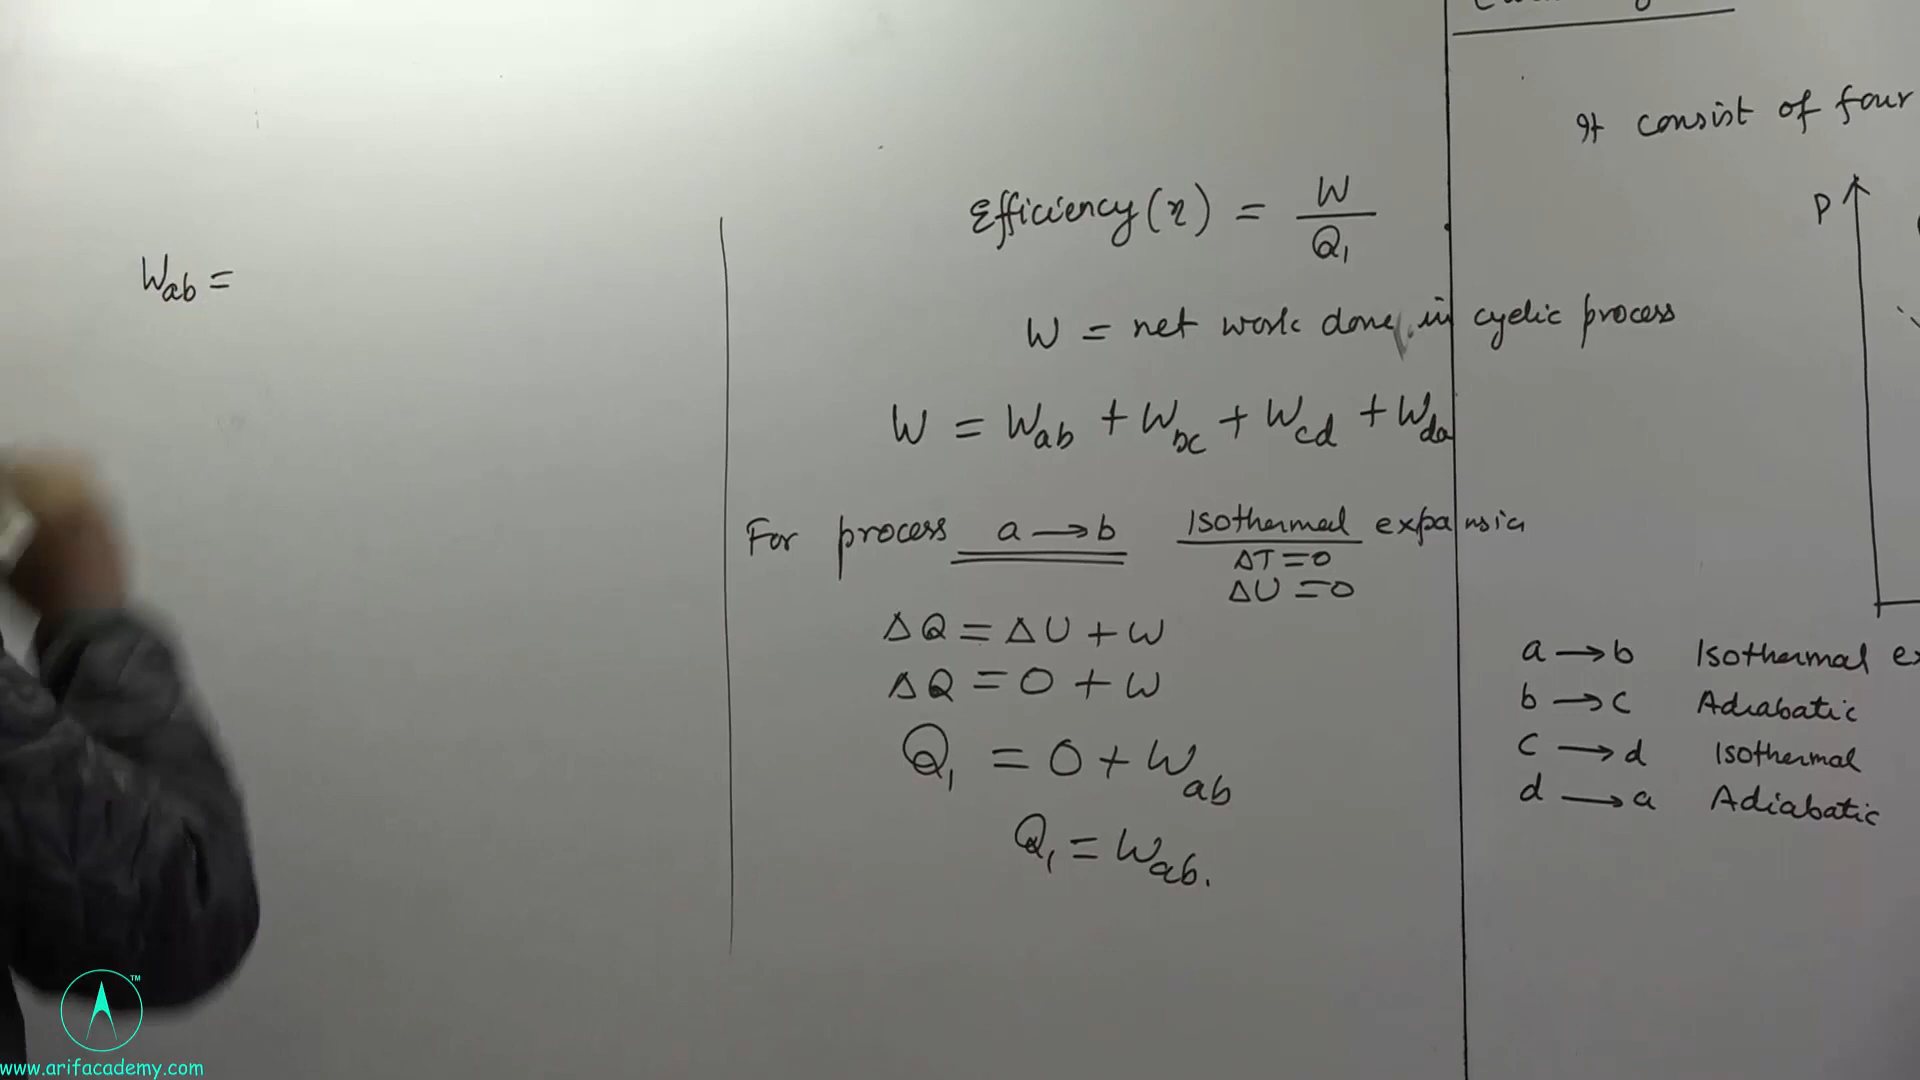 Wab =
Efficiency (η) = W / Q₁
W = net work done in cyclic process
W = Wab + Wbc + Wcd + Wda
For process a → b Isothermal expansion
ΔT = 0
ΔU = 0
ΔQ = ΔU + W
ΔQ = 0 + W
Q₁ = 0 + Wab
Q₁ = Wab.
It consist of four
P
a → b Isothermal ex
b → c Adiabatic
c → d Isothermal
d → a Adiabatic
TM
www.arifacademy.com